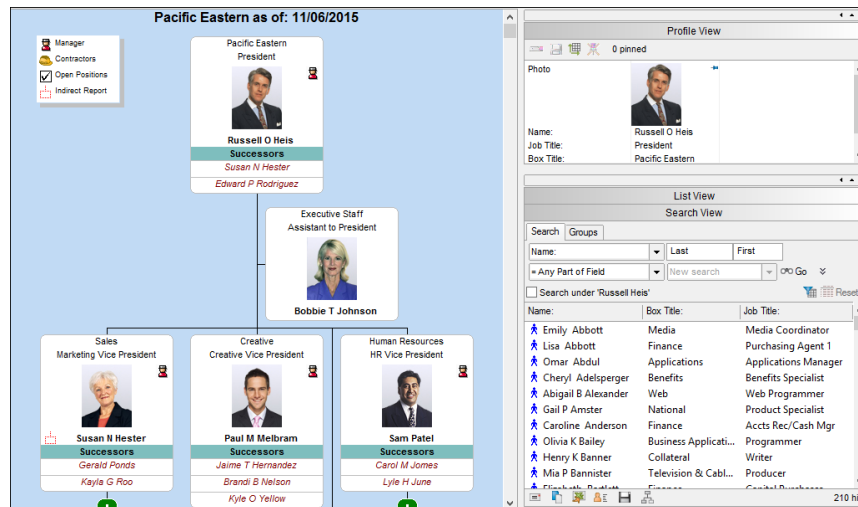 Pacific Eastern as of: 11/06/2015
Manager
Contractors
Open Positions
Indirect Report
Pacific Eastern
President
Russell O Heis
Successors
Susan N Hester
Edward P Rodriguez
Executive Staff
Assistant to President
Bobbie T Johnson
Sales
Marketing Vice President
Susan N Hester
Successors
Gerald Ponds
Kayla G Roo
Creative
Creative Vice President
Paul M Melbram
Successors
Jaime T Hernandez
Brandi B Nelson
Kyle O Yellow
Human Resources
HR Vice President
Sam Patel
Successors
Carol M Jomes
Lyle H June
Profile View
0 pinned
Photo
Name: Russell O Heis
Job Title: President
Box Title: Pacific Eastern
List View
Search View
Search Groups
Name: Last First
= Any Part of Field New search Go
Search under 'Russell Heis' Reset
Name: Box Title: Job Title:
Emily Abbott Media Media Coordinator
Lisa Abbott Finance Purchasing Agent 1
Omar Abdul Applications Applications Manager
Cheryl Adelsperger Benefits Benefits Specialist
Abigail B Alexander Web Web Programmer
Gail P Amster National Product Specialist
Caroline Anderson Finance Accts Rec/Cash Mgr
Olivia K Bailey Business Applicati... Programmer
Henry K Banner Collateral Writer
Mia P Bannister Television & Cabl... Producer
Elizabeth Bartlett Finance Capital Purchases
210 hi